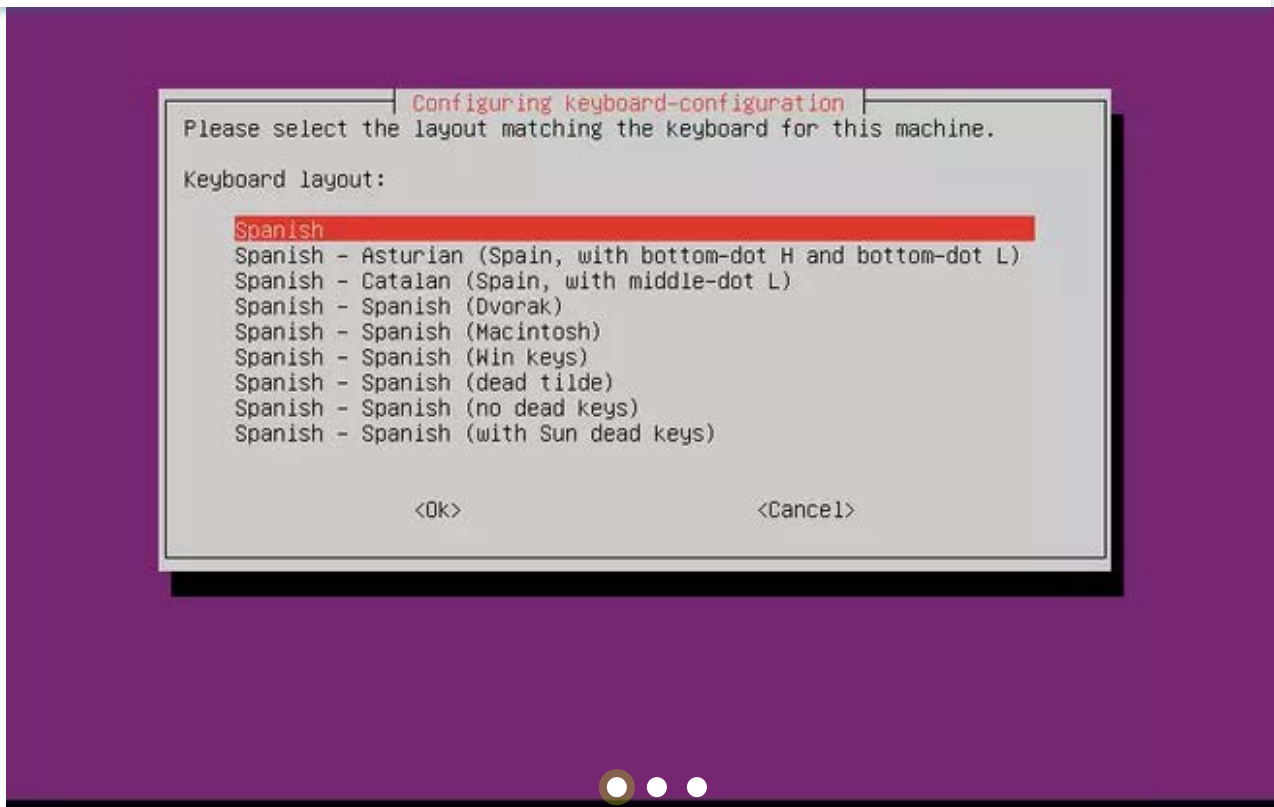 Configuring keyboard-configuration
Please select the layout matching the keyboard for this machine.
Keyboard layout:
Spanish
Spanish - Asturian (Spain, with bottom-dot H and bottom-dot L)
Spanish - Catalan (Spain, with middle-dot L)
Spanish - Spanish (Dvorak)
Spanish - Spanish (Macintosh)
Spanish - Spanish (Win keys)
Spanish - Spanish (dead tilde)
Spanish - Spanish (no dead keys)
Spanish - Spanish (with Sun dead keys)
<Ok> <Cancel>